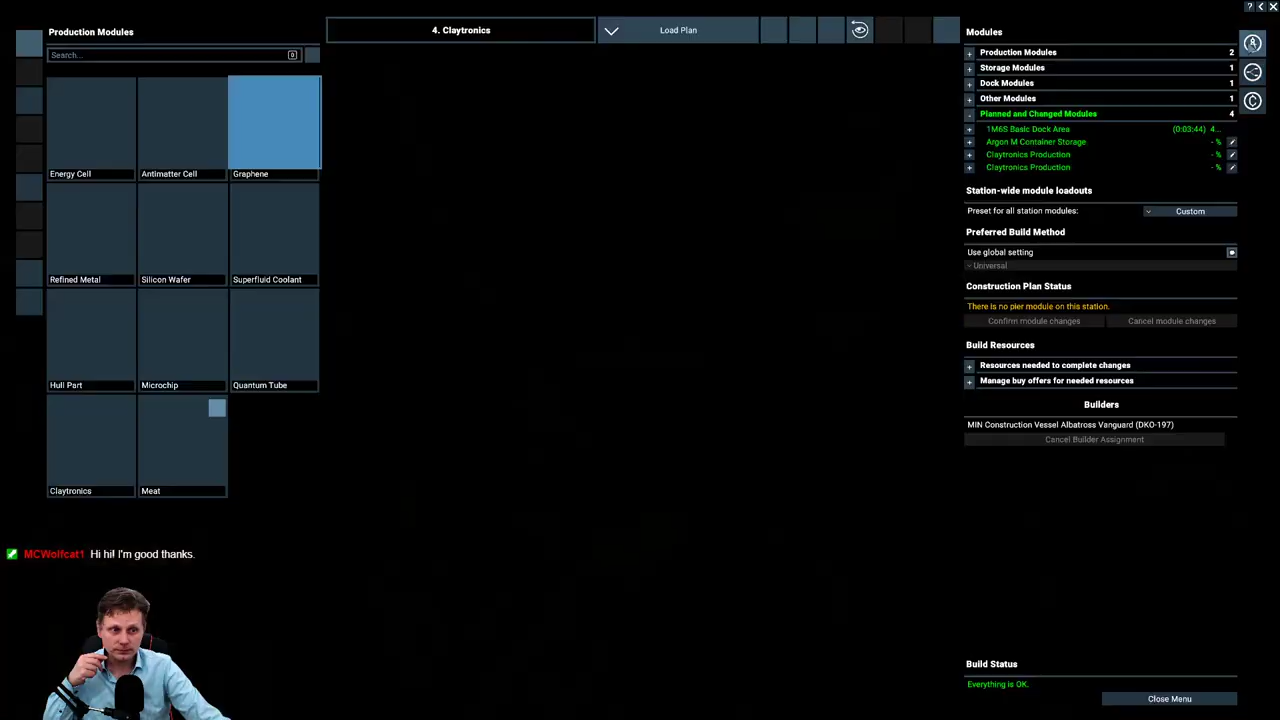 Production Modules
Search...
0
Energy Cell
Antimatter Cell
Graphene
Refined Metal
Silicon Wafer
Superfluid Coolant
Hull Part
Microchip
Quantum Tube
Claytronics
Meat
4. Claytronics
Load Plan
MCWolfcat1 Hi hi! I'm good thanks.
?
Modules
+ Production Modules 2
+ Storage Modules 1
+ Dock Modules 1
+ Other Modules 1
- Planned and Changed Modules 4
+ 1M6S Basic Dock Area (0:03:44) 4...
+ Argon M Container Storage - %
+ Claytronics Production - %
+ Claytronics Production - %
Station-wide module loadouts
Preset for all station modules: Custom
Preferred Build Method
Use global setting
Universal
Construction Plan Status
There is no pier module on this station.
Confirm module changes Cancel module changes
Build Resources
+ Resources needed to complete changes
+ Manage buy offers for needed resources
Builders
MIN Construction Vessel Albatross Vanguard (DKO-197)
Cancel Builder Assignment
Build Status
Everything is OK.
Close Menu